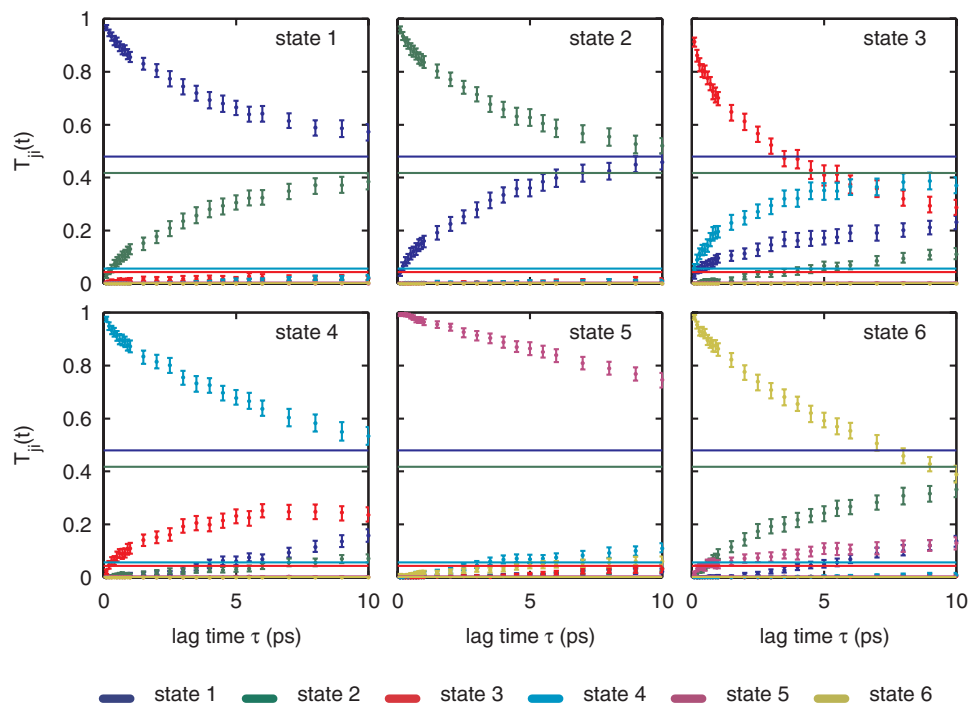 1 state 1 state 2 state 3
0.8
0.6
T_ji(t)
0.4
0.2
0
1 state 4 state 5 state 6
0.8
0.6
T_ji(t)
0.4
0.2
0
0 5 10 0 5 10 0 5 10
lag time τ (ps) lag time τ (ps) lag time τ (ps)
state 1 state 2 state 3 state 4 state 5 state 6